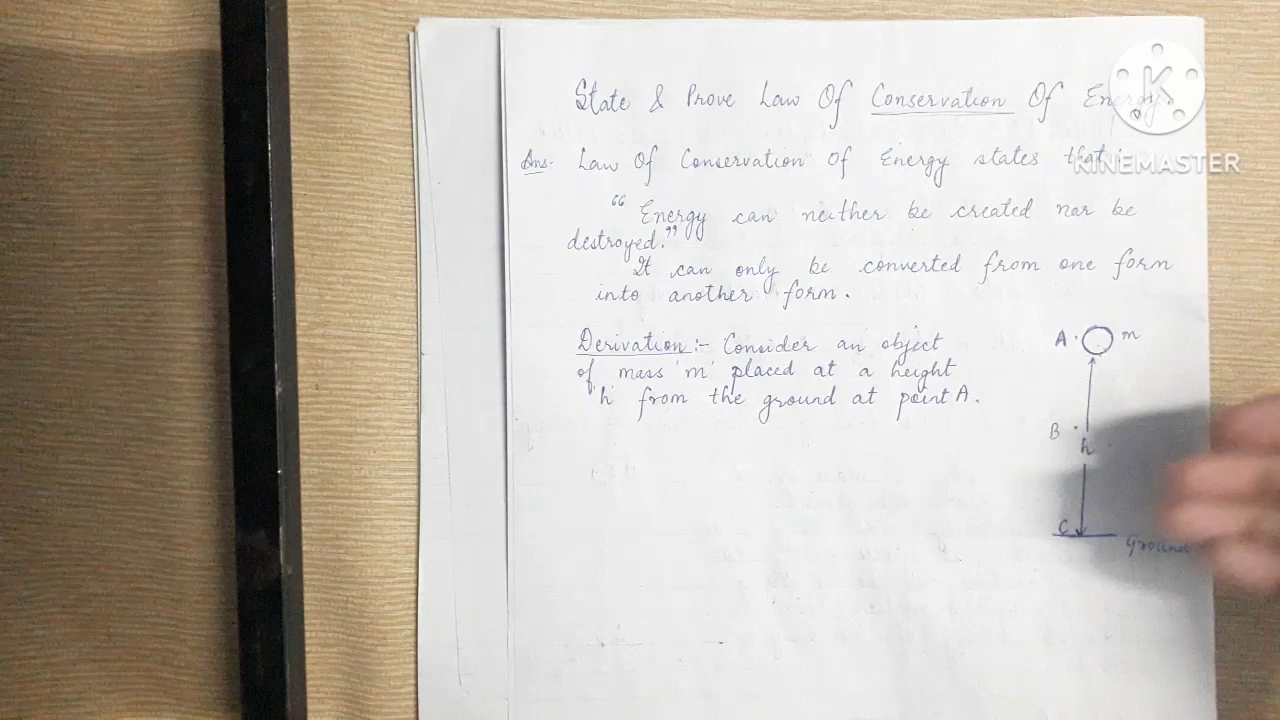 State & Prove Law Of Conservation Of Energy.
KINEMASTER
Ans- Law Of Conservation Of Energy states that :
"Energy can neither be created nor be
destroyed."
It can only be converted from one form
into another form.
Derivation :- Consider an object
of mass 'm' placed at a height
'h' from the ground at point A.
A m
B
h
C
Ground